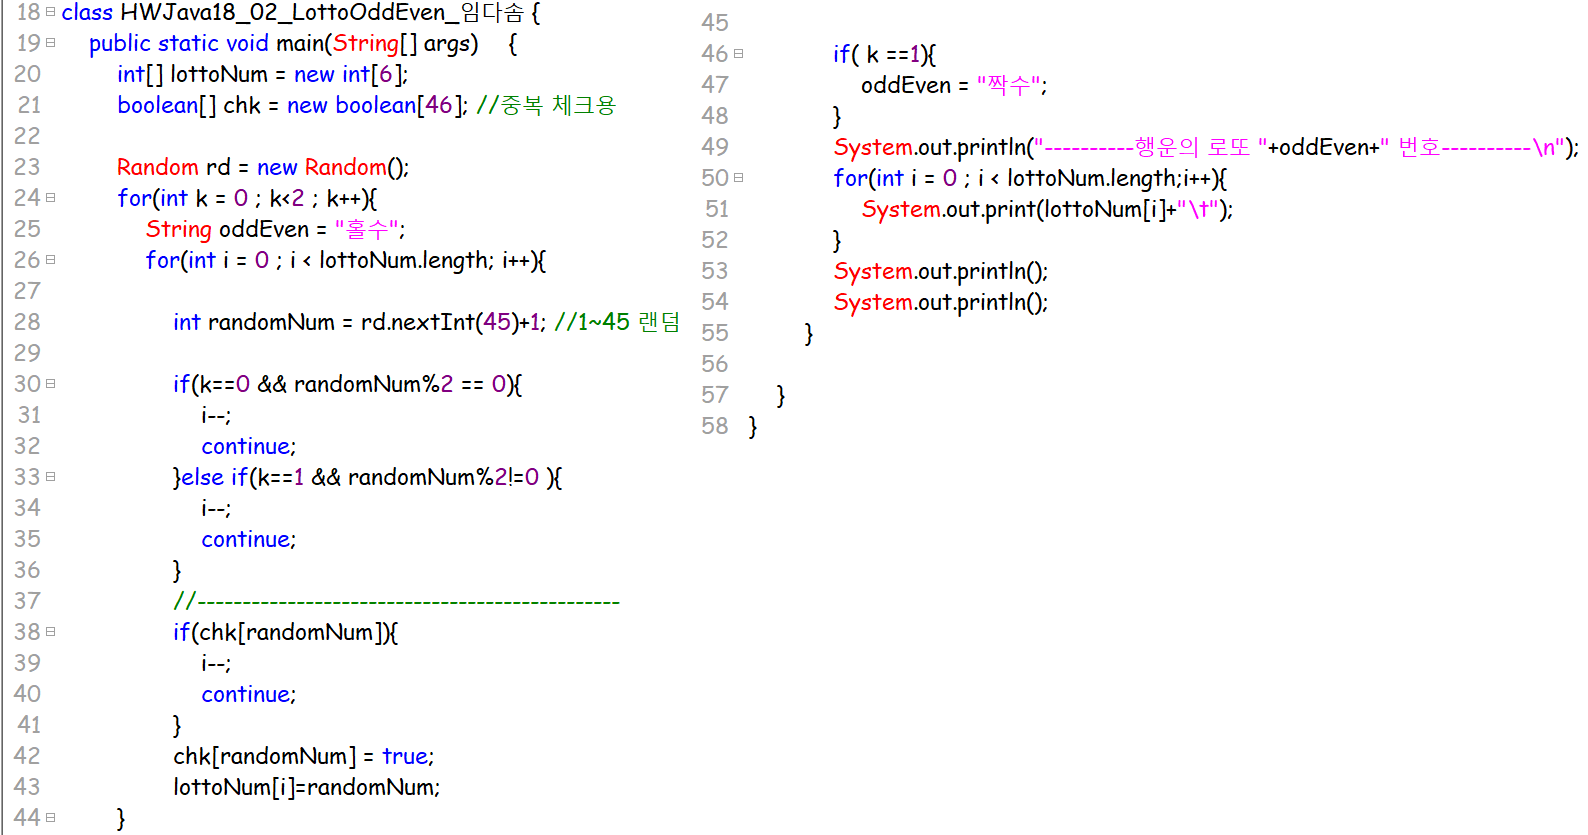 18 class HWJava18_02_LottoOddEven_임다솜 {
19 public static void main(String[] args) {
20 int[] lottoNum = new int[6];
21 boolean[] chk = new boolean[46]; //중복 체크용
22
23 Random rd = new Random();
24 for(int k = 0 ; k<2 ; k++){
25 String oddEven = "홀수";
26 for(int i = 0 ; i < lottoNum.length; i++){
27
28 int randomNum = rd.nextInt(45)+1; //1~45 랜덤
29
30 if(k==0 && randomNum%2 == 0){
31 i--;
32 continue;
33 }else if(k==1 && randomNum%2!=0 ){
34 i--;
35 continue;
36 }
37 //-----------------------------------------------
38 if(chk[randomNum]){
39 i--;
40 continue;
41 }
42 chk[randomNum] = true;
43 lottoNum[i]=randomNum;
44 }
45
46 if( k ==1){
47 oddEven = "짝수";
48 }
49 System.out.println("----------행운의 로또 "+oddEven+" 번호----------\n");
50 for(int i = 0 ; i < lottoNum.length;i++){
51 System.out.print(lottoNum[i]+"\t");
52 }
53 System.out.println();
54 System.out.println();
55 }
56
57 }
58 }